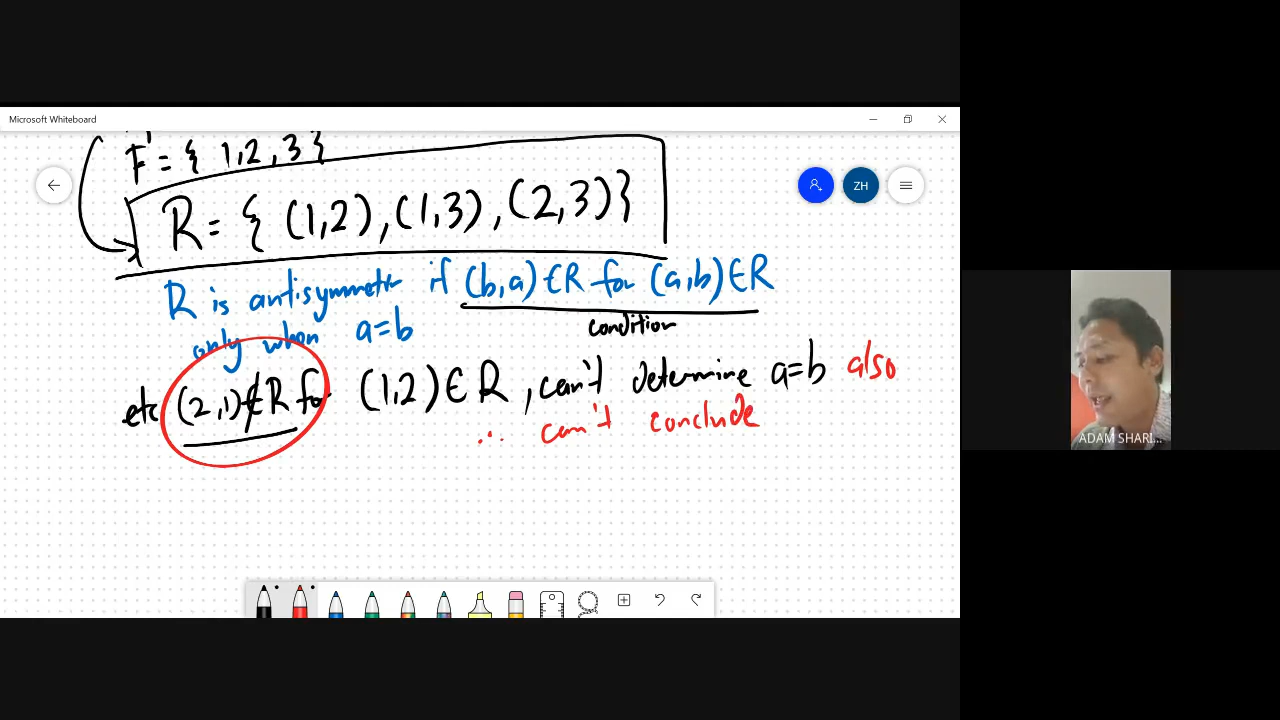 Microsoft Whiteboard
F = { 1,2,3 }
R = { (1,2), (1,3), (2,3) }
ZH
R is antisymmetric if (b,a) ∈ R for (a,b) ∈ R
only when a=b
condition
etc (2,1) ∉ R for (1,2) ∈ R, can't determine a=b also
∴ can't conclude
ADAM SHARI...